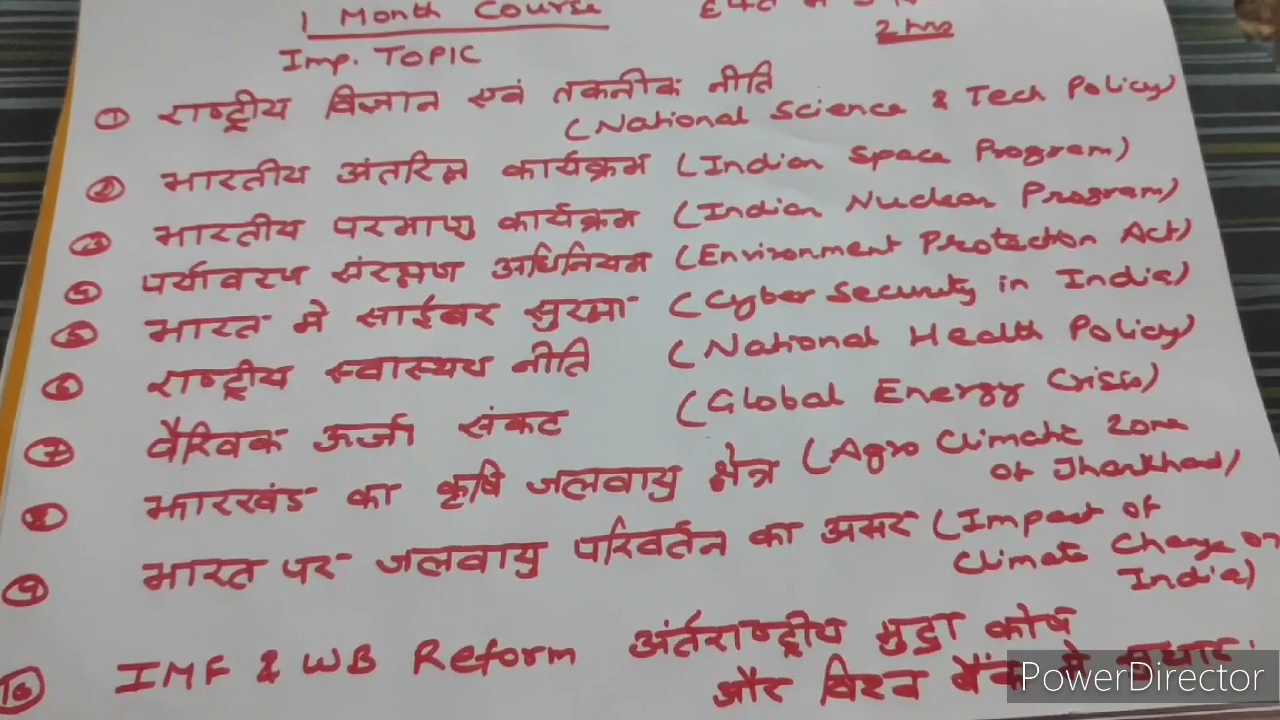 1 Month Course
2 hrs
Imp. TOPIC
① राष्ट्रीय विज्ञान एवं तकनीक नीति
(National Science & Tech Policy)
② भारतीय अंतरिक्ष कार्यक्रम (Indian Space Program)
भारतीय परमाणु कार्यक्रम (Indian Nuclear Program)
पर्यावरण संरक्षण अधिनियम (Environment Protection Act)
⑤ भारत मे साईबर सुरक्षा (Cyber Security in India)
⑥ राष्ट्रीय स्वास्थ्य नीति (National Health Policy)
⑦ वैश्विक ऊर्जा संकट (Global Energy Crisis)
⑧ झारखंड का कृषि जलवायु क्षेत्र (Agro Climatic Zone
of Jharkhand)
⑨ भारत पर जलवायु परिवर्तन का असर (Impact of
Climate Change on
India)
⑩ IMF & WB Reform अंर्तराष्ट्रीय मुद्रा कोष
और विश्व बैंक मे सुधार
PowerDirector